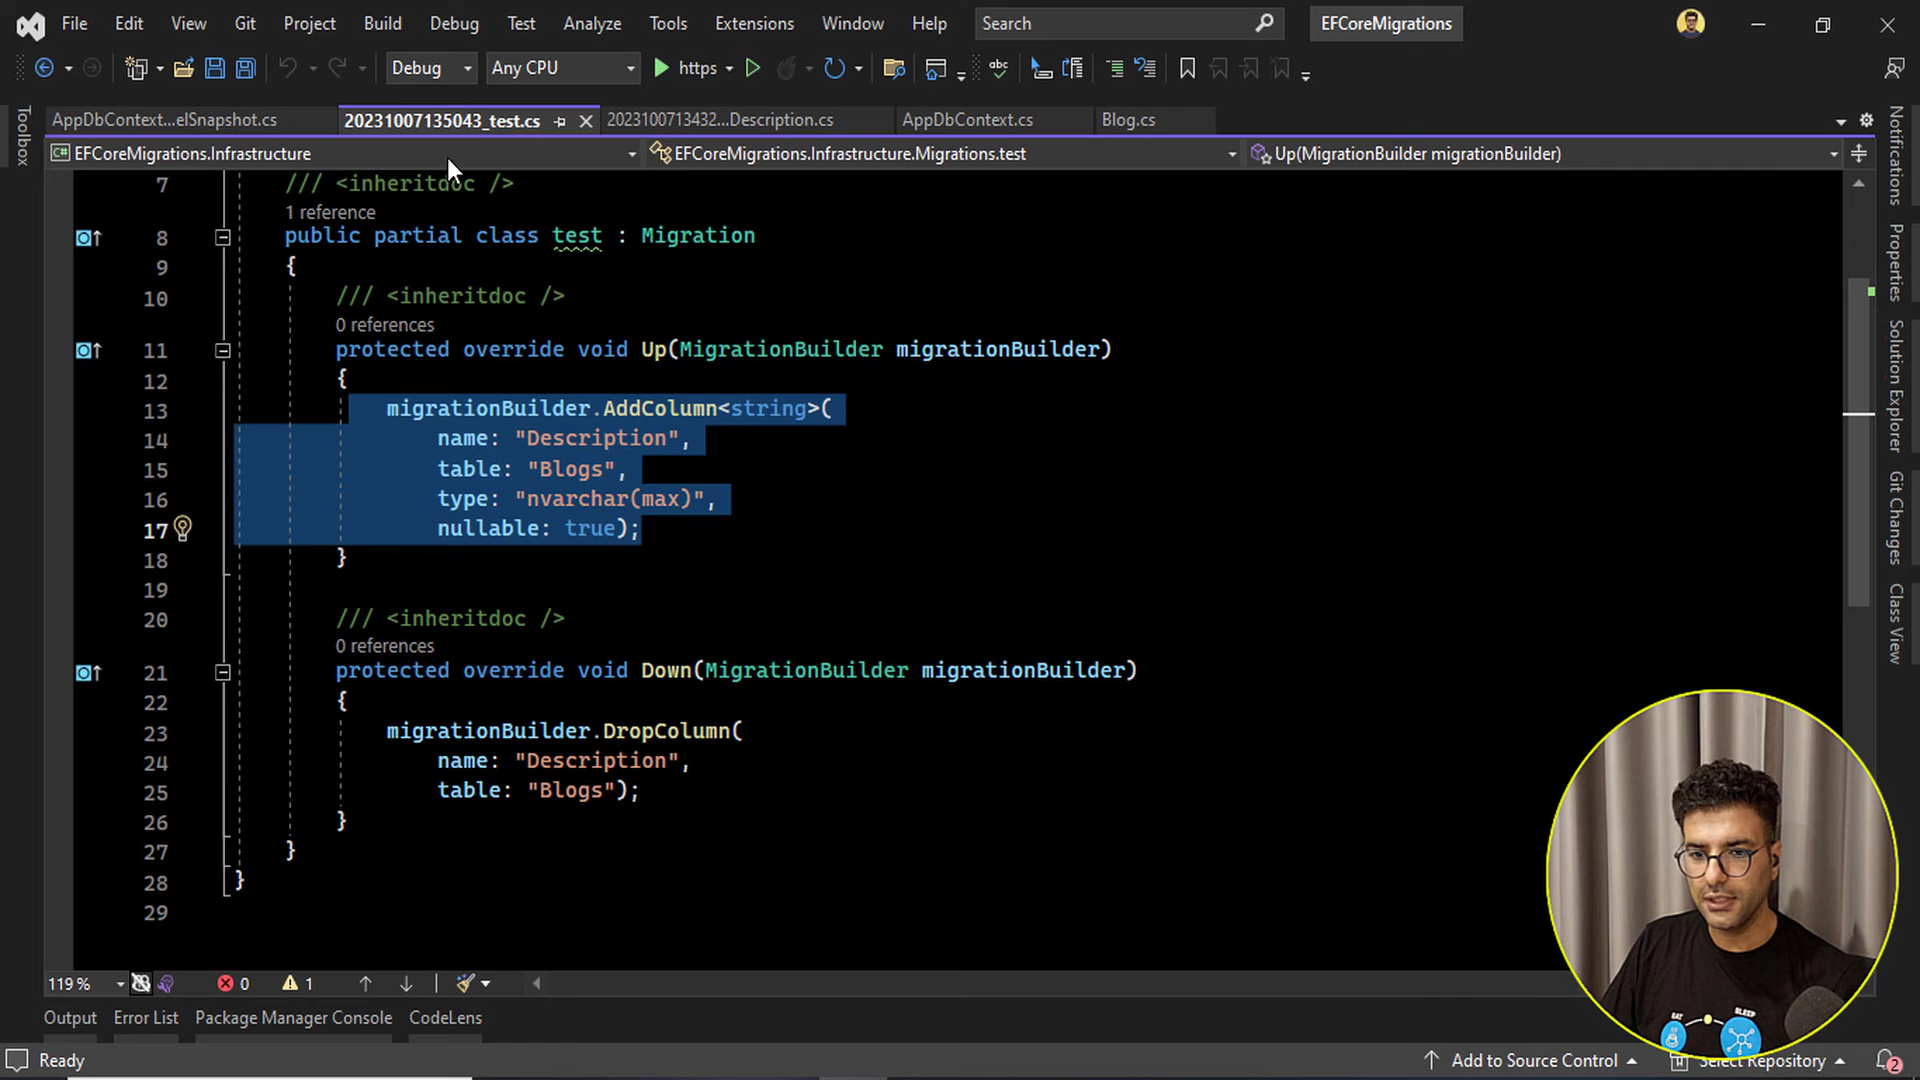 File Edit View Git Project Build Debug Test Analyze Tools Extensions Window Help Search EFCoreMigrations
Debug Any CPU https
AppDbContext...elSnapshot.cs 20231007135043_test.cs 202310071343​2...Description.cs AppDbContext.cs Blog.cs
EFCoreMigrations.Infrastructure EFCoreMigrations.Infrastructure.Migrations.test Up(MigrationBuilder migrationBuilder)
Toolbox
7 /// <inheritdoc />
1 reference
8 public partial class test : Migration
9 {
10 /// <inheritdoc />
0 references
11 protected override void Up(MigrationBuilder migrationBuilder)
12 {
13 migrationBuilder.AddColumn<string>(
14 name: "Description",
15 table: "Blogs",
16 type: "nvarchar(max)",
17 nullable: true);
18 }
19
20 /// <inheritdoc />
0 references
21 protected override void Down(MigrationBuilder migrationBuilder)
22 {
23 migrationBuilder.DropColumn(
24 name: "Description",
25 table: "Blogs");
26 }
27 }
28 }
29
Notifications
Properties
Solution Explorer
Git Changes
Class View
119 % 0 1
Output Error List Package Manager Console CodeLens
EAT SLEEP
Ready Add to Source Control Select Repository 2